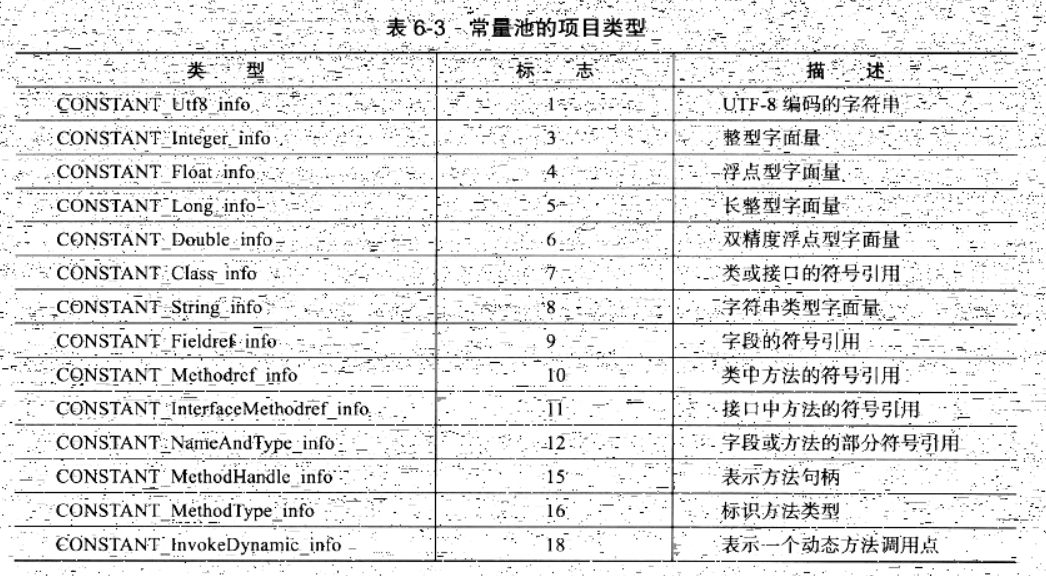 表 6-3 常量池的项目类型
类 型 标 志 描 述
CONSTANT_Utf8_info 1 UTF-8 编码的字符串
CONSTANT_Integer_info 3 整型字面量
CONSTANT_Float_info 4 浮点型字面量
CONSTANT_Long_info 5 长整型字面量
CONSTANT_Double_info 6 双精度浮点型字面量
CONSTANT_Class_info 7 类或接口的符号引用
CONSTANT_String_info 8 字符串类型字面量
CONSTANT_Fieldref_info 9 字段的符号引用
CONSTANT_Methodref_info 10 类中方法的符号引用
CONSTANT_InterfaceMethodref_info 11 接口中方法的符号引用
CONSTANT_NameAndType_info 12 字段或方法的部分符号引用
CONSTANT_MethodHandle_info 15 表示方法句柄
CONSTANT_MethodType_info 16 标识方法类型
CONSTANT_InvokeDynamic_info 18 表示一个动态方法调用点